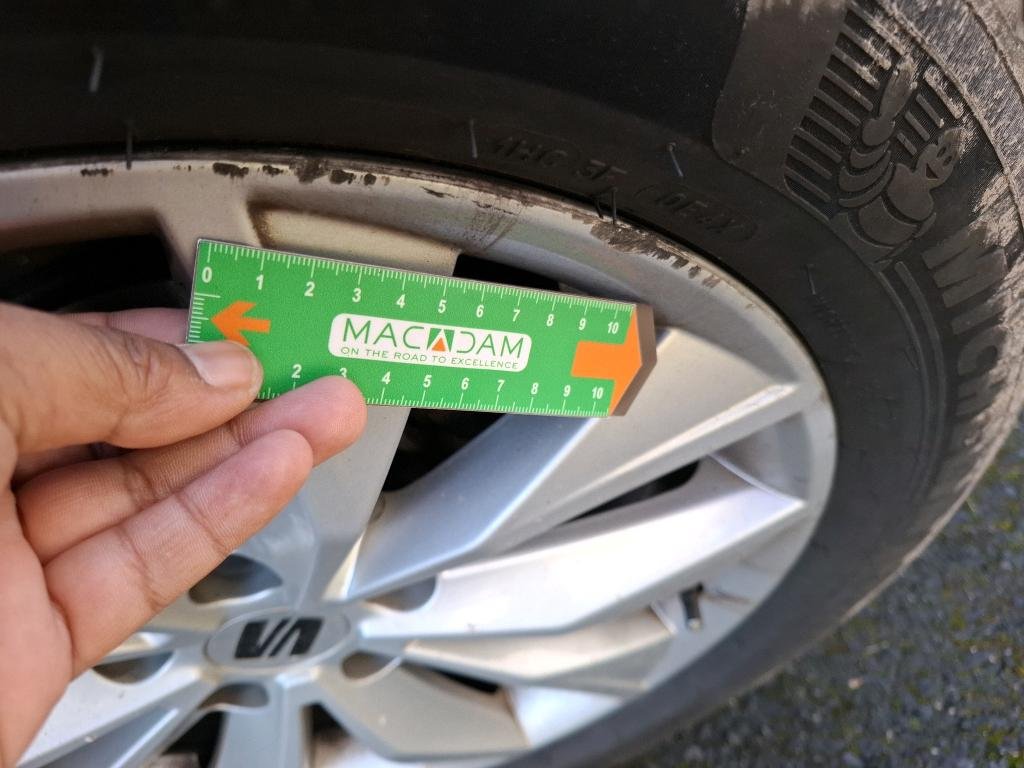 0 1 2 3 4 5 6 7 8 9 10
MACADAM
ON THE ROAD TO EXCELLENCE
2 3 4 5 6 7 8 9 10
MICH